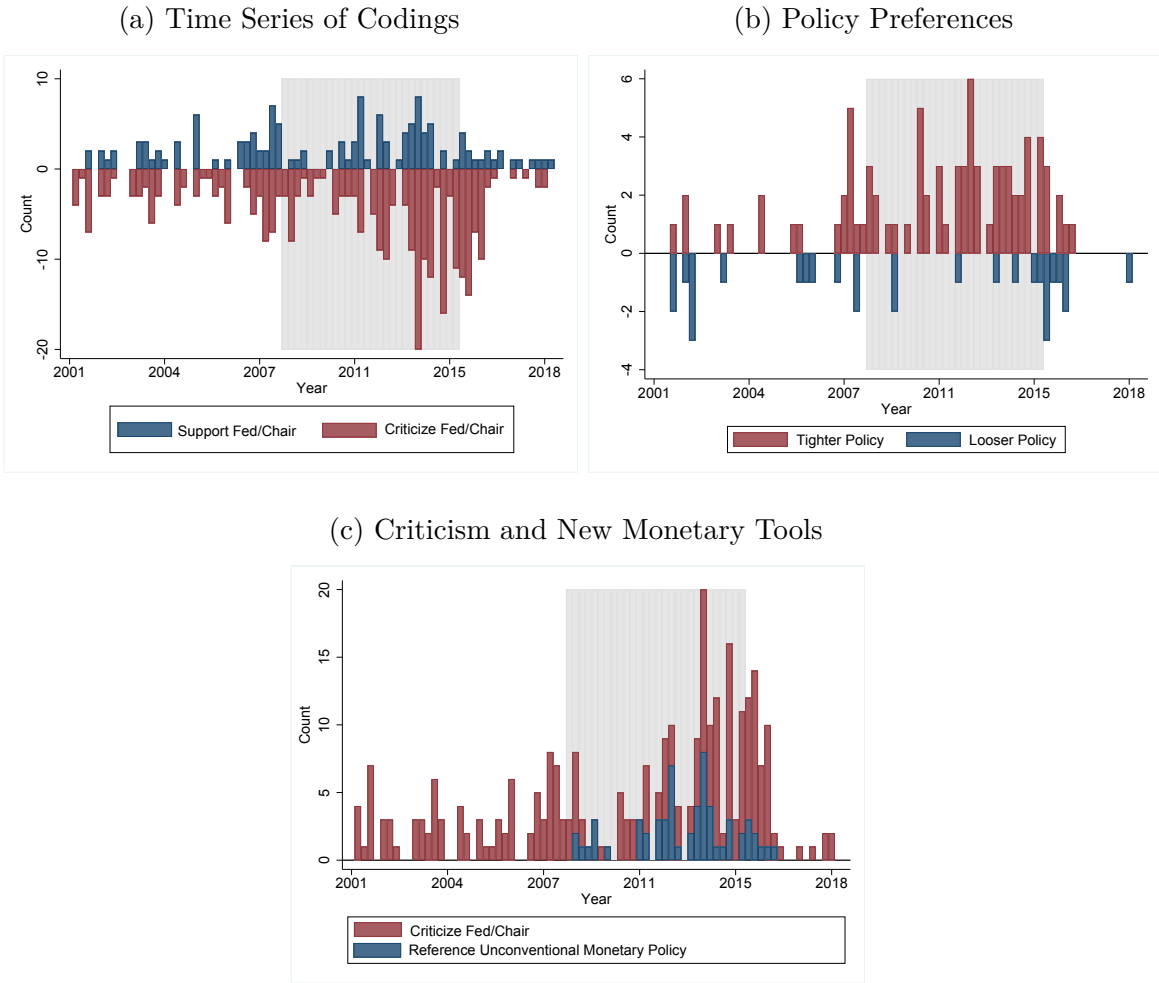 (a) Time Series of Codings
10
0
-10
-20
Count
2001 2004 2007 2011 2015 2018
Year
Support Fed/Chair Criticize Fed/Chair
(b) Policy Preferences
6
4
2
0
-2
-4
Count
2001 2004 2007 2011 2015 2018
Year
Tighter Policy Looser Policy
(c) Criticism and New Monetary Tools
20
15
10
5
0
Count
2001 2004 2007 2011 2015 2018
Year
Criticize Fed/Chair
Reference Unconventional Monetary Policy